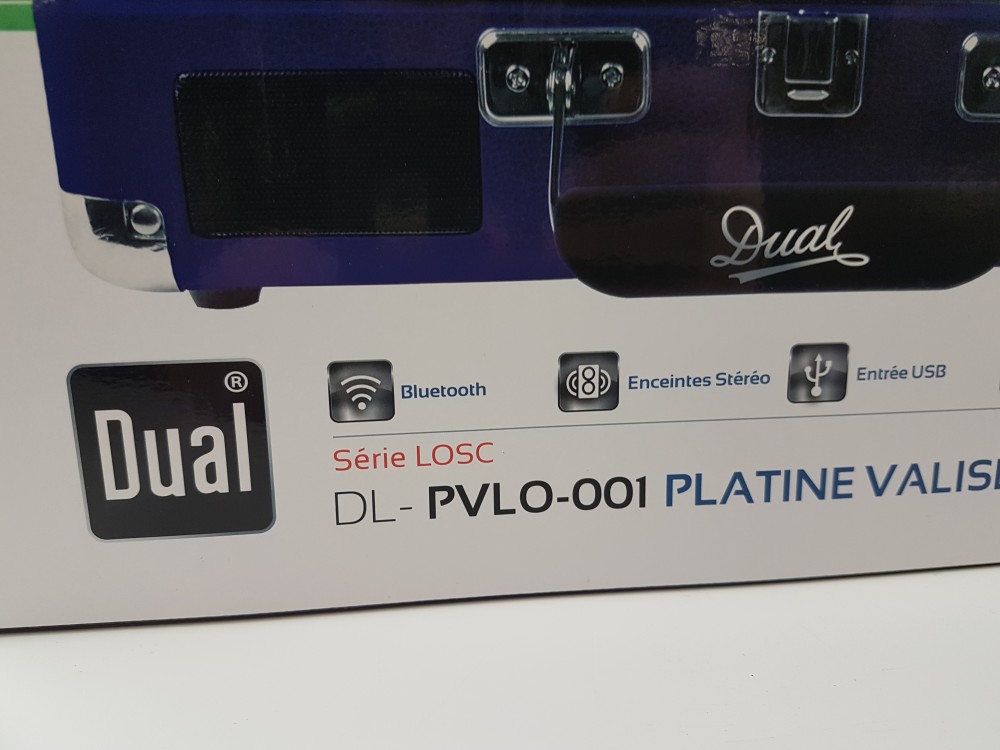 Dual
Dual®
Bluetooth
Enceintes Stéréo
Entrée USB
Série LOSC
DL- PVLO-001 PLATINE VALISE